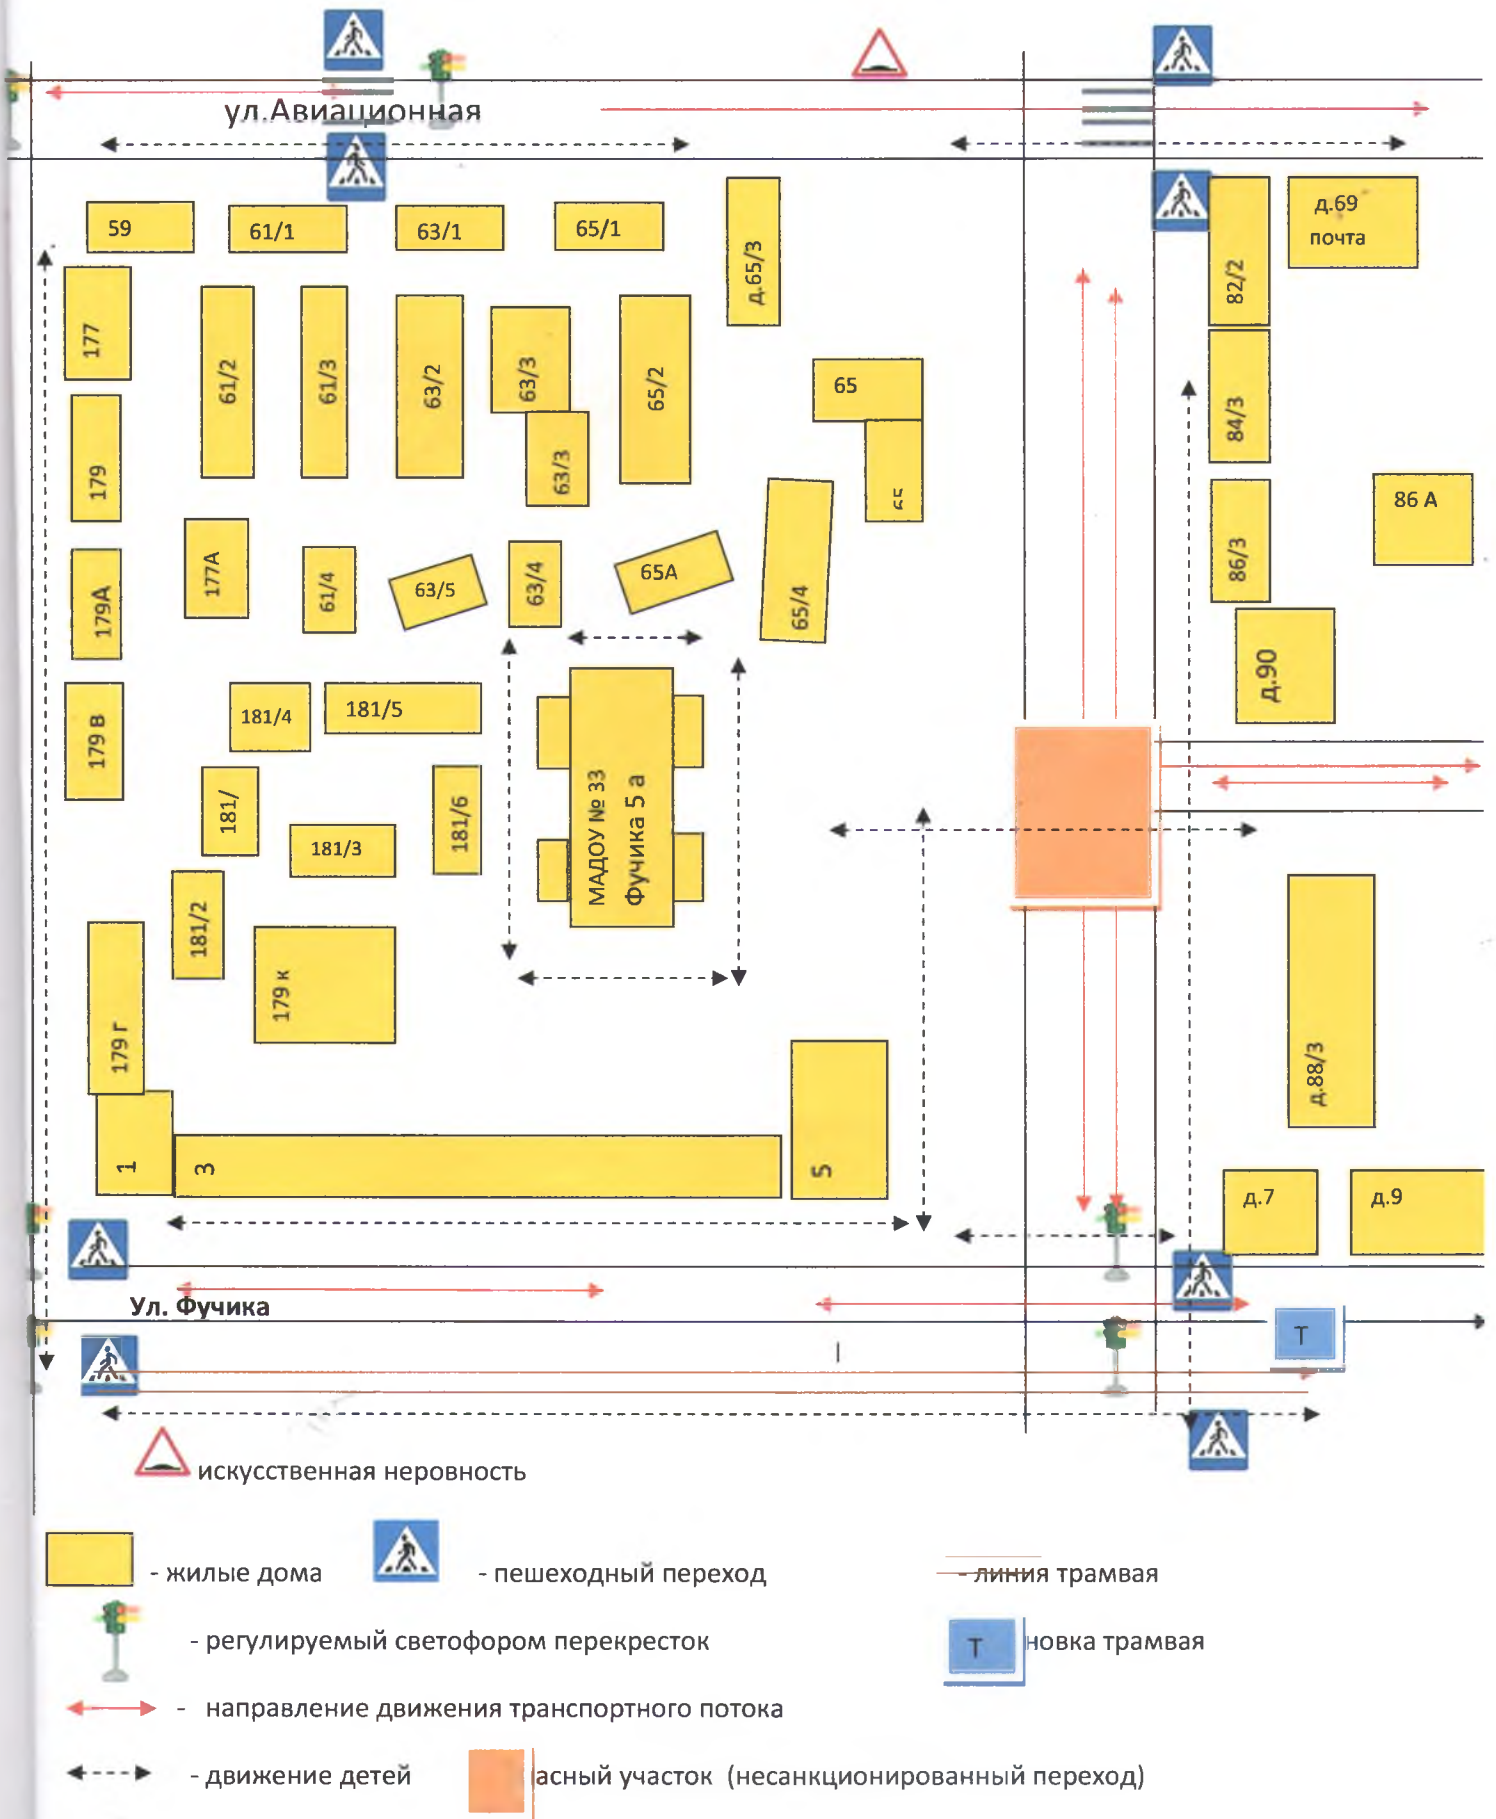 ул.Авиационная
59
61/1
63/1
65/1
д.65/3
82/2
д.69
почта
177
61/2
61/3
63/2
63/3
65/2
65
84/3
179
63/3
65/4
86 А
177А
61/4
63/5
63/4
65А
86/3
179А
д.90
179 В
181/4
181/5
181/
181/3
181/6
МАДОУ № 33
Фучика 5 а
181/2
179 к
179 г
д.88/3
1
3
5
д.7
д.9
Ул. Фучика
Т
искусственная неровность
- жилые дома
- пешеходный переход
- линия трамвая
- регулируемый светофором перекресток
Т
новка трамвая
- направление движения транспортного потока
- движение детей
асный участок (несанкционированный переход)